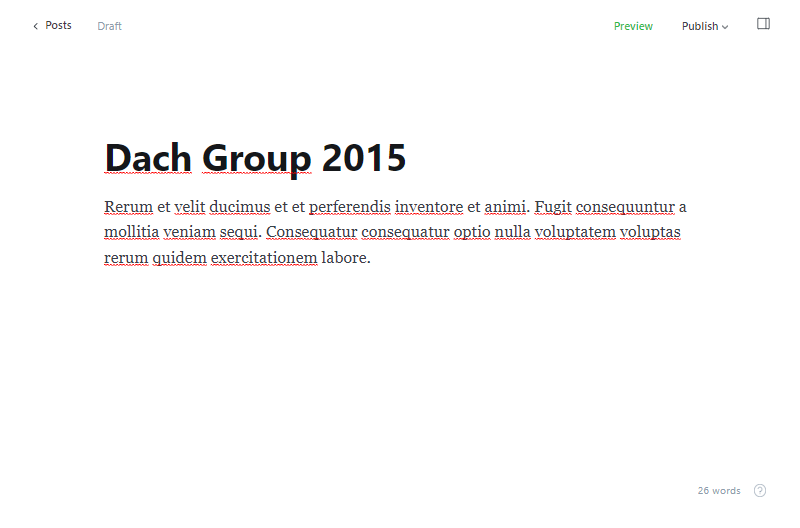 Posts Draft Preview Publish
Dach Group 2015
Rerum et velit ducimus et et perferendis inventore et animi. Fugit consequuntur a
mollitia veniam sequi. Consequatur consequatur optio nulla voluptatem voluptas
rerum quidem exercitationem labore.
26 words ?